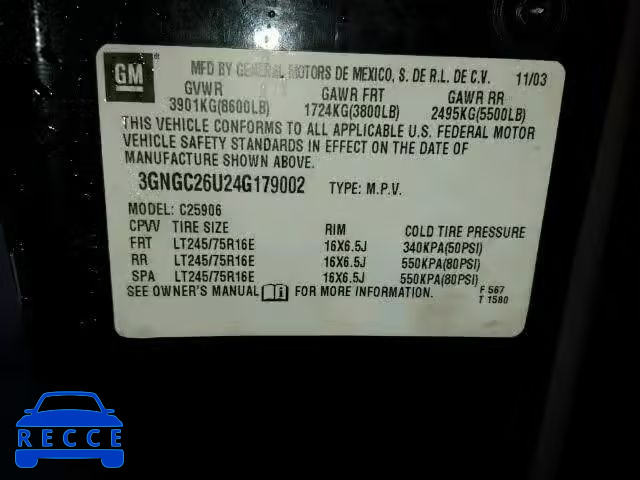 GM
MFD BY GENERAL MOTORS DE MEXICO, S. DE R.L. DE C.V. 11/03
GVWR GAWR FRT GAWR RR
3901KG(8600LB) 1724KG(3800LB) 2495KG(5500LB)
THIS VEHICLE CONFORMS TO ALL APPLICABLE U.S. FEDERAL MOTOR
VEHICLE SAFETY STANDARDS IN EFFECT ON THE DATE OF
MANUFACTURE SHOWN ABOVE.
3GNGC26U24G179002 TYPE: M.P.V.
MODEL: C25906
CPVV TIRE SIZE RIM COLD TIRE PRESSURE
FRT LT245/75R16E 16X6.5J 340KPA(50PSI)
RR LT245/75R16E 16X6.5J 550KPA(80PSI)
SPA LT245/75R16E 16X6.5J 550KPA(80PSI)
SEE OWNER'S MANUAL FOR MORE INFORMATION.
F 567
T 1580
RECCE